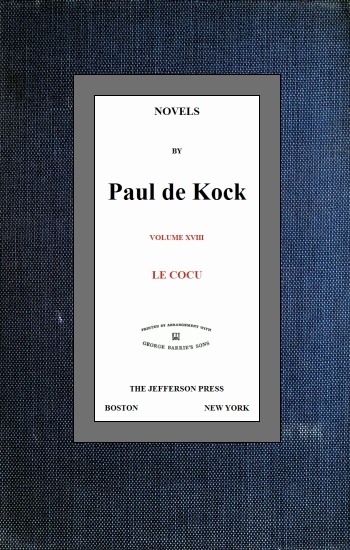 NOVELS
BY
Paul de Kock
VOLUME XVIII
LE COCU
PRINTED BY ARRANGEMENT WITH
GEORGE BARRIE'S SONS
THE JEFFERSON PRESS
BOSTON NEW YORK